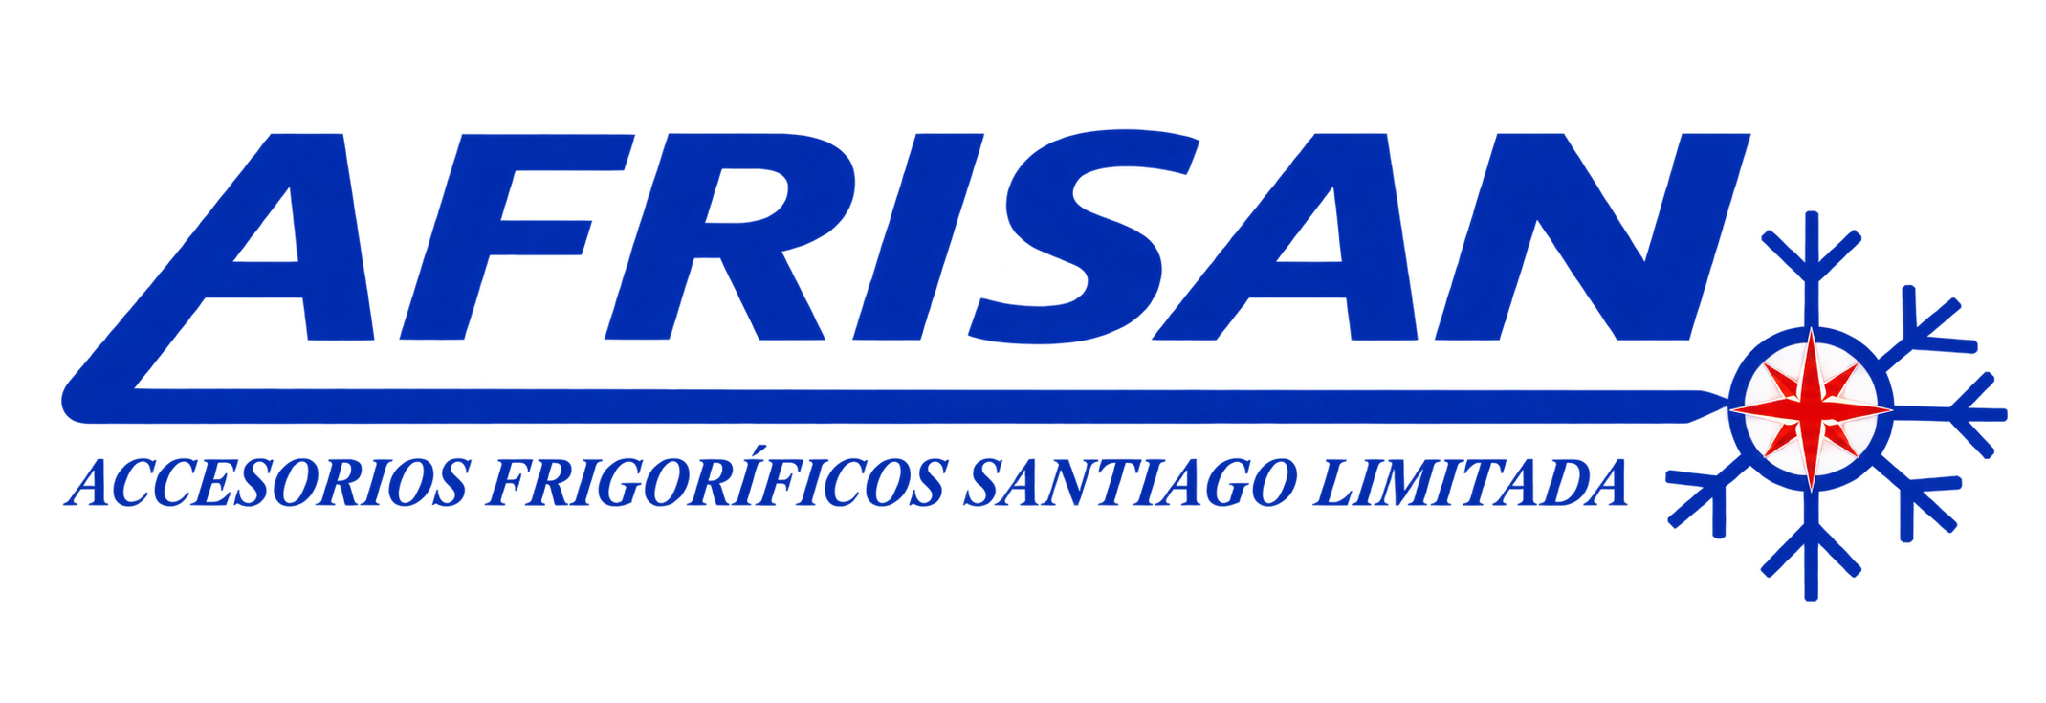 AFRISAN
ACCESORIOS FRIGORÍFICOS SANTIAGO LIMITADA